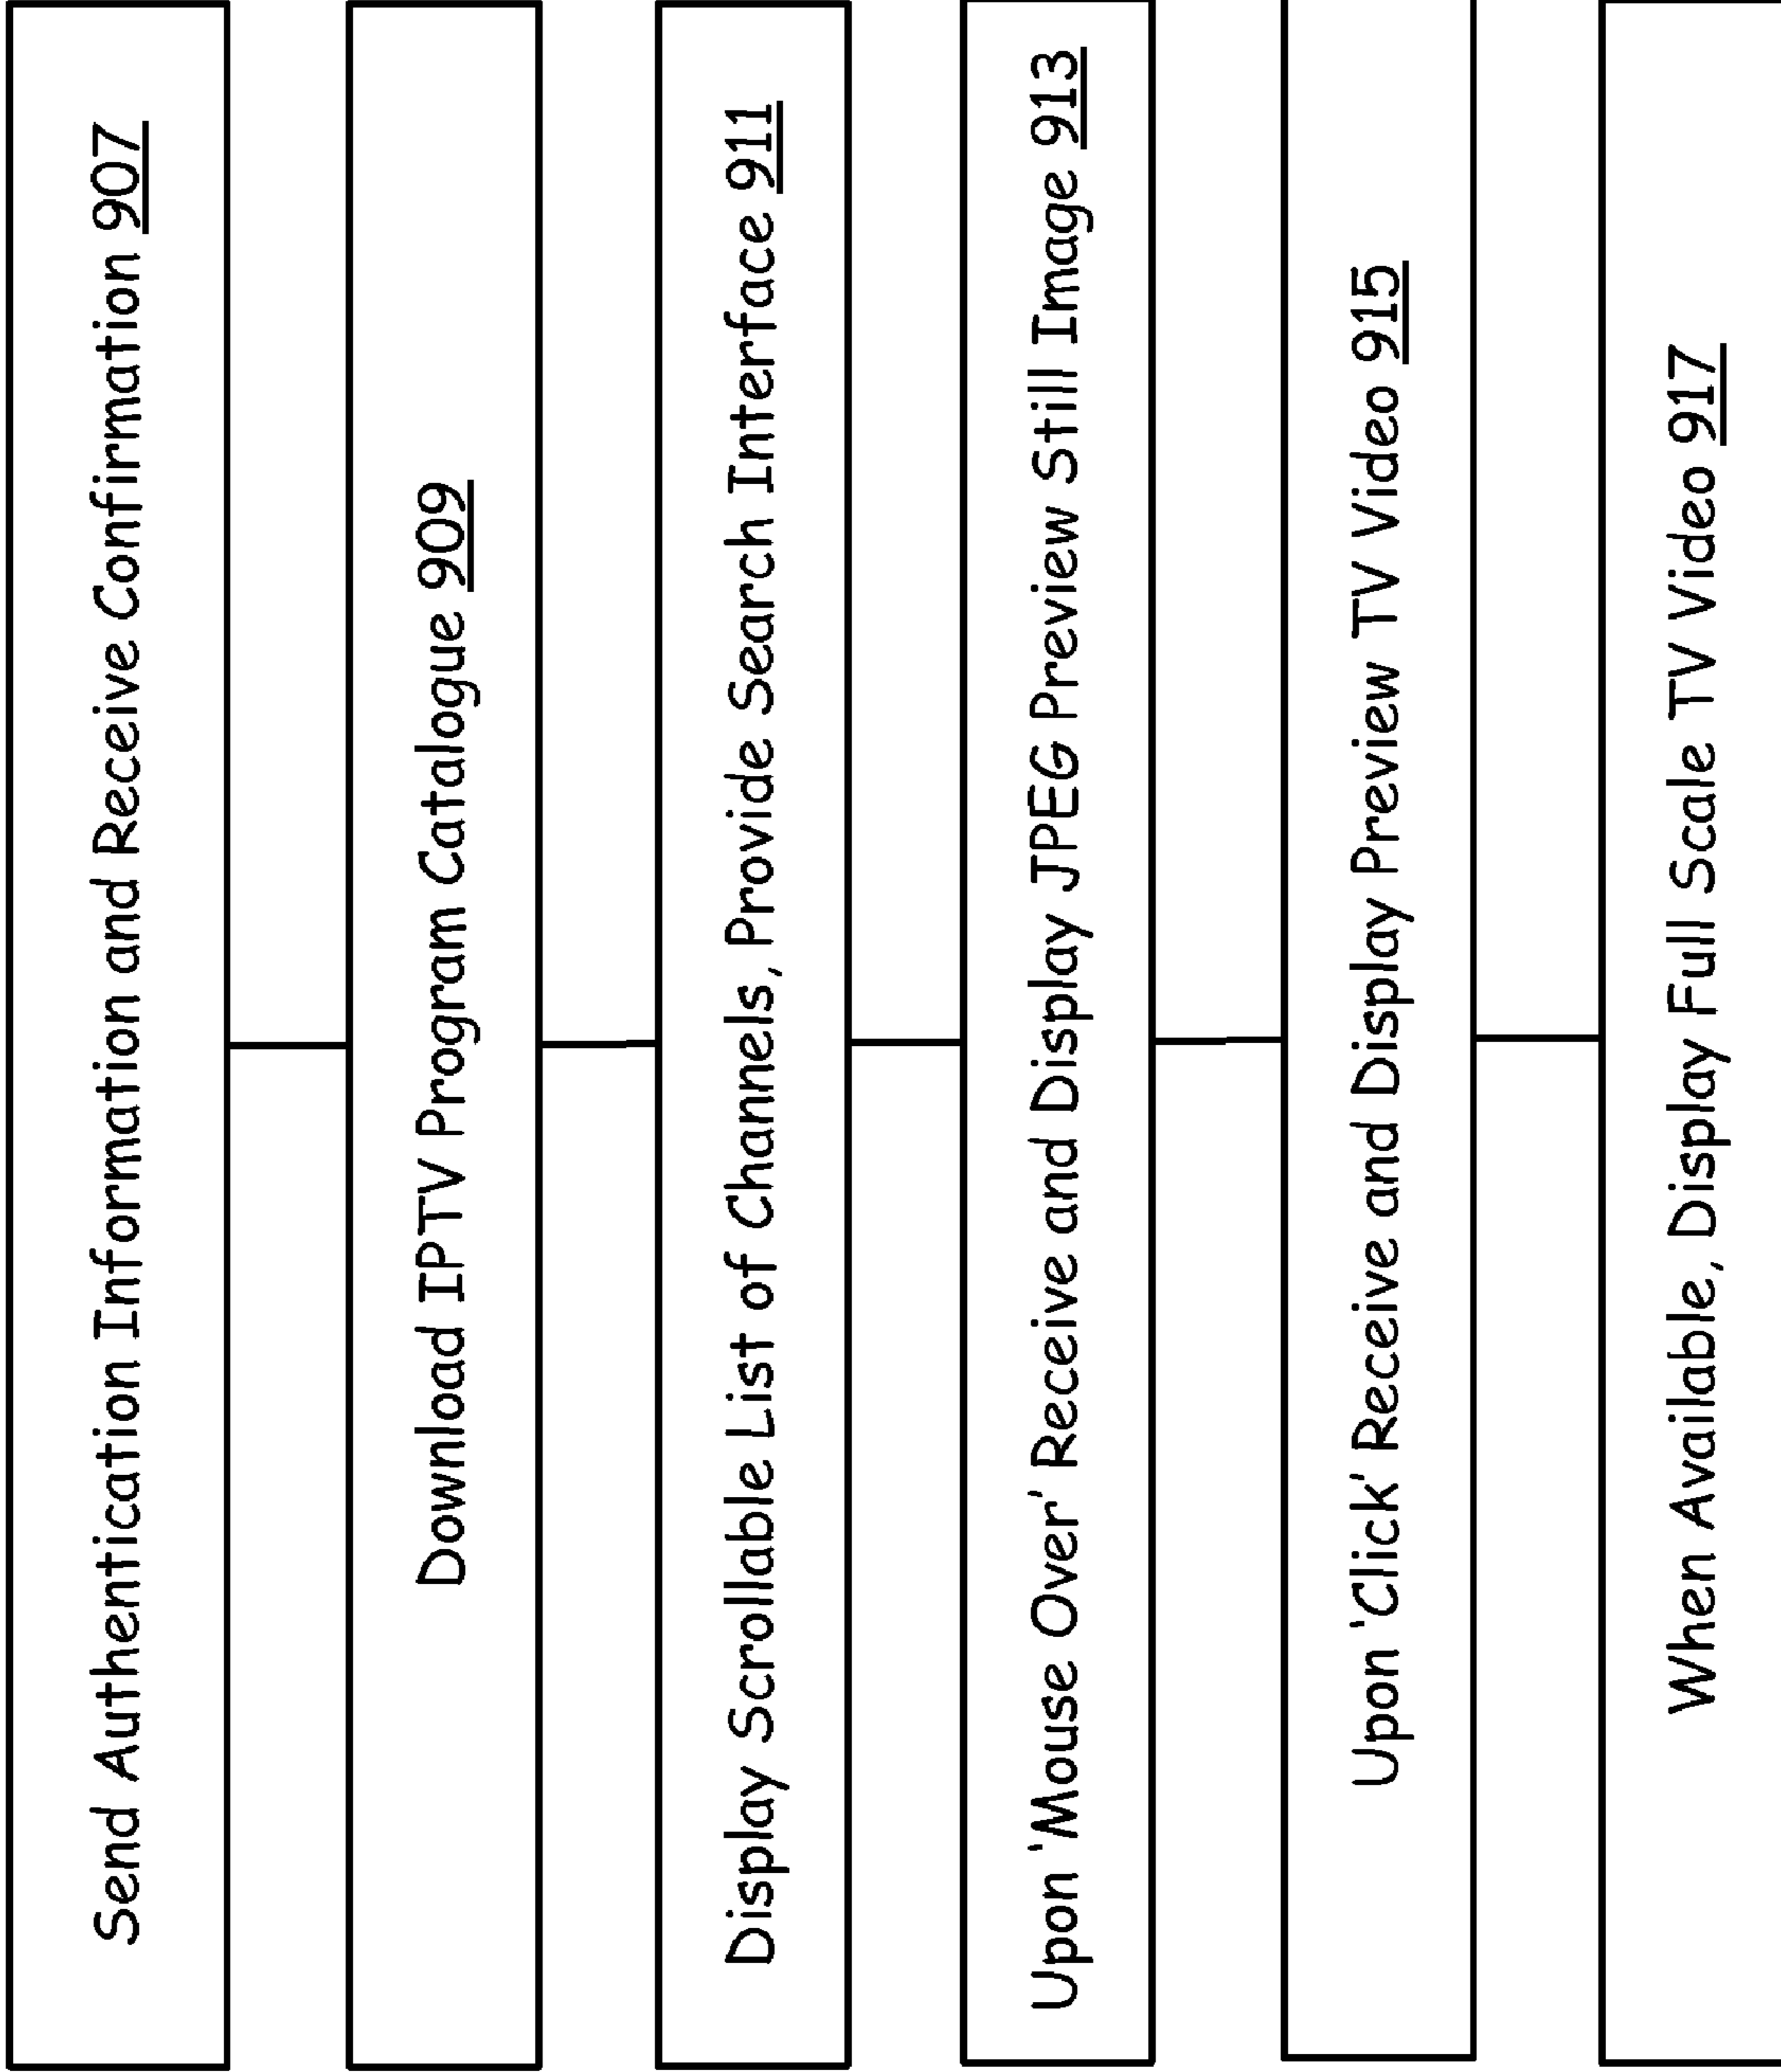 Send Authentication Information and Receive Confirmation 907
Download IPTV Program Catalogue 909
Display Scrollable List of Channels, Provide Search Interface 911
Upon 'Mouse Over' Receive and Display JPEG Preview Still Image 913
Upon 'Click' Receive and Display Preview TV Video 915
When Available, Display Full Scale TV Video 917